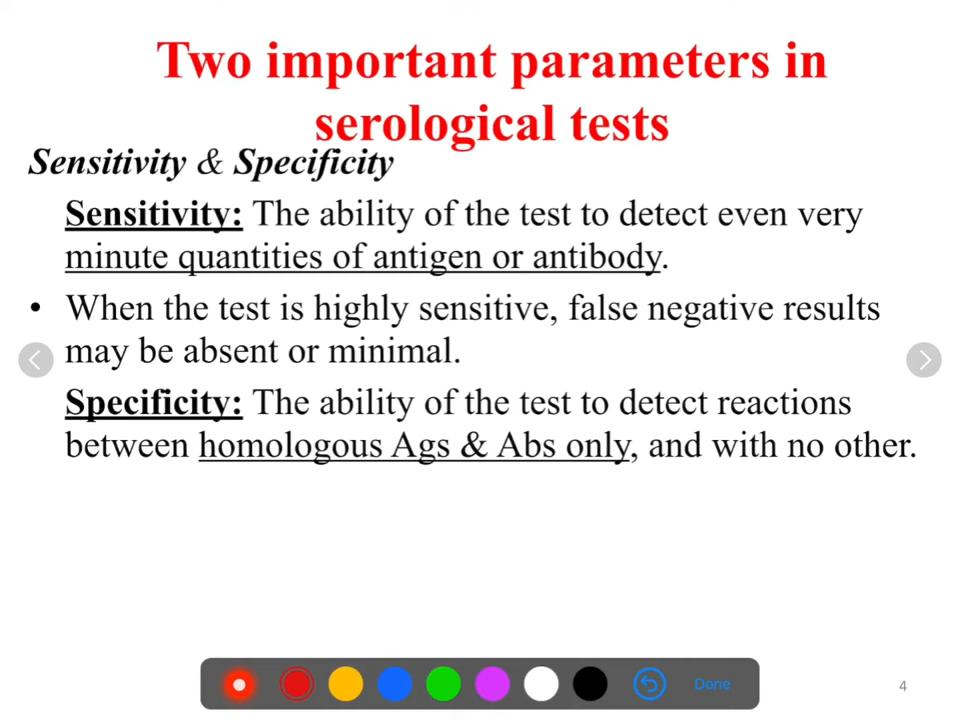 Two important parameters in
serological tests
Sensitivity & Specificity
Sensitivity: The ability of the test to detect even very
minute quantities of antigen or antibody.
• When the test is highly sensitive, false negative results
may be absent or minimal.
Specificity: The ability of the test to detect reactions
between homologous Ags & Abs only, and with no other.
Done
4